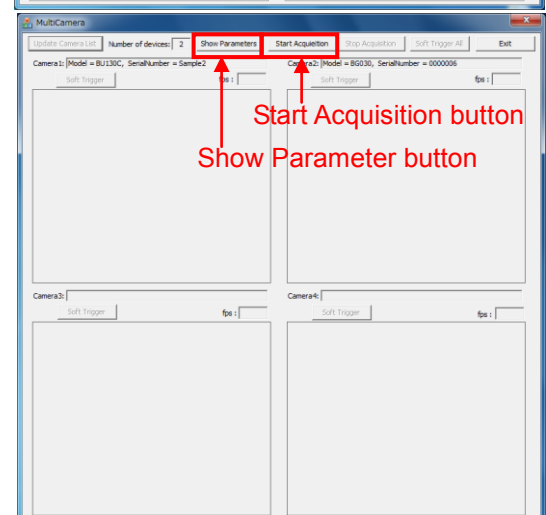 MultiCamera
Update Camera List Number of devices: 2 Show Parameters Start Acquisition Stop Acquisition Soft Trigger All Exit
Camera1: Model = BU130C, SerialNumber = Sample2 Camera2: Model = BG030, SerialNumber = 0000006
Soft Trigger fps : Soft Trigger fps :
Start Acquisition button
Show Parameter button
Camera3: Camera4:
Soft Trigger fps : Soft Trigger fps :